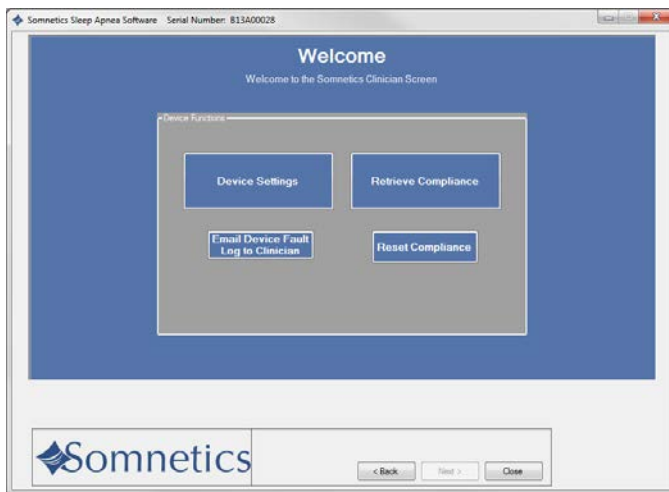 Somnetics Sleep Apnea Software Serial Number: B13A00028
Welcome
Welcome to the Somnetics Clinician Screen
Device Functions
Device Settings
Retrieve Compliance
Email Device Fault
Log to Clinician
Reset Compliance
Somnetics
< Back
Next >
Close